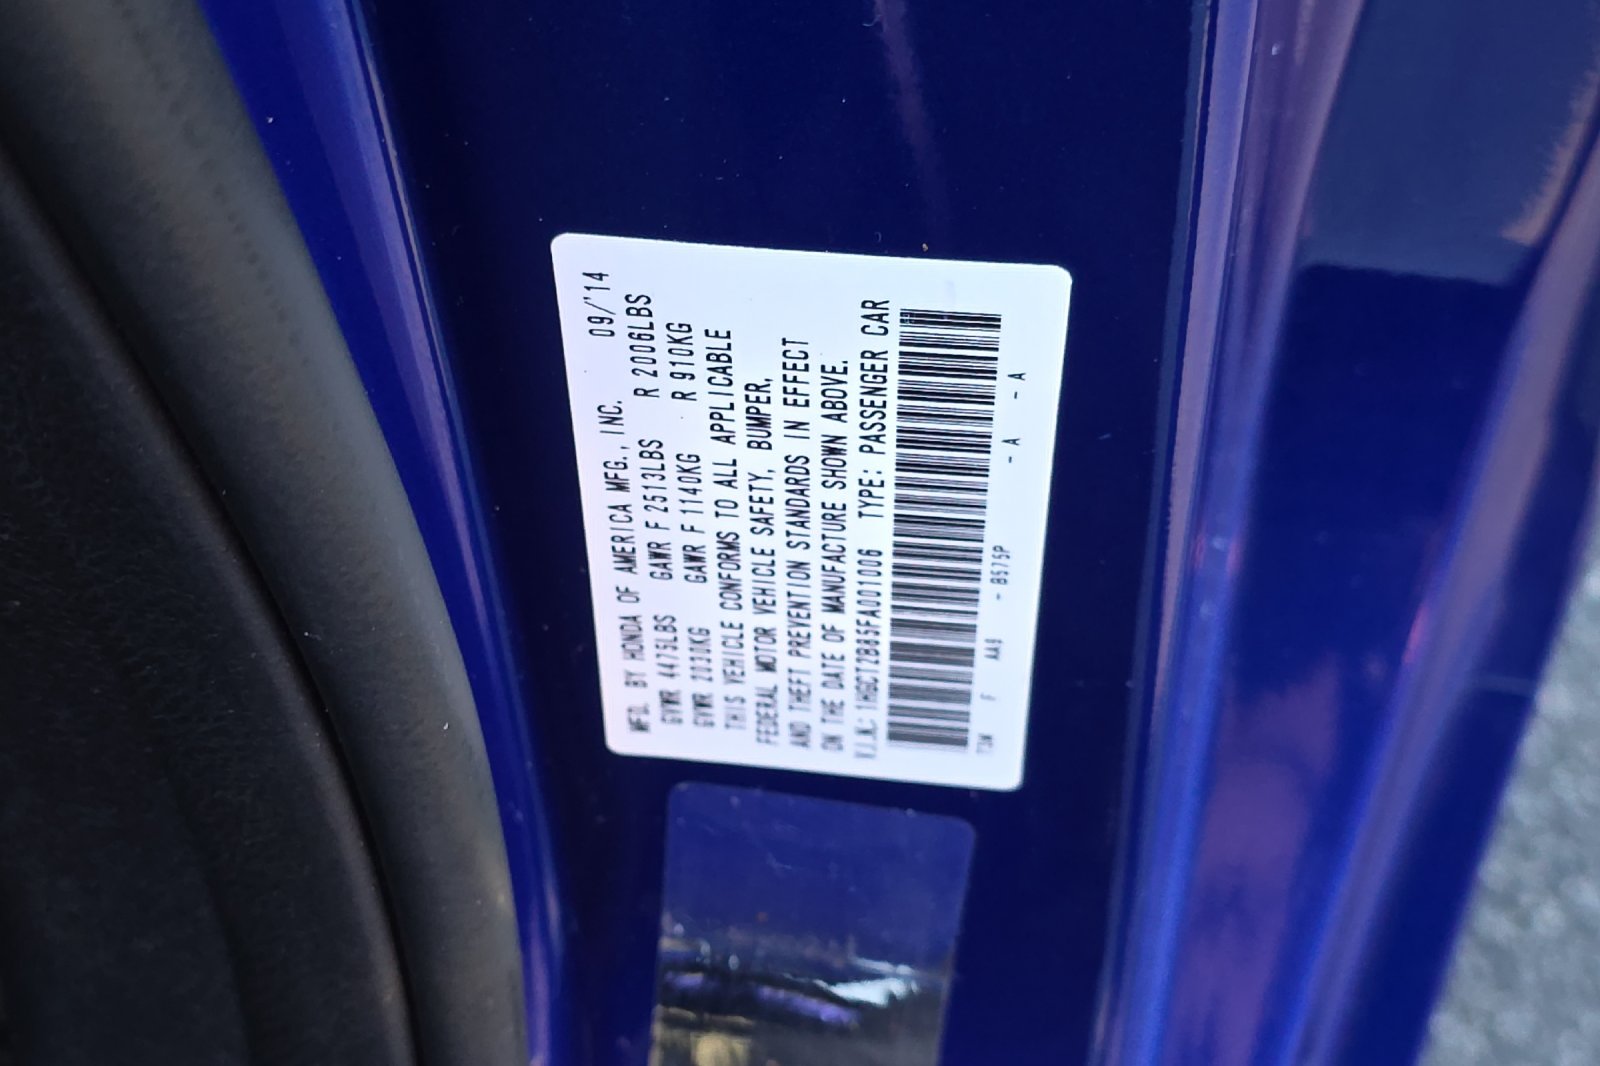 MFD. BY HONDA OF AMERICA MFG., INC. 09/'14
GVWR 4475LBS GAWR F 2513LBS R 2006LBS
GVWR 2030KG GAWR F 1140KG R 910KG
THIS VEHICLE CONFORMS TO ALL APPLICABLE
FEDERAL MOTOR VEHICLE SAFETY, BUMPER,
AND THEFT PREVENTION STANDARDS IN EFFECT
ON THE DATE OF MANUFACTURE SHOWN ABOVE.
V.I.N.: 1HGCT2B85FA001006 TYPE: PASSENGER CAR
F AA9 - B575P - A - A